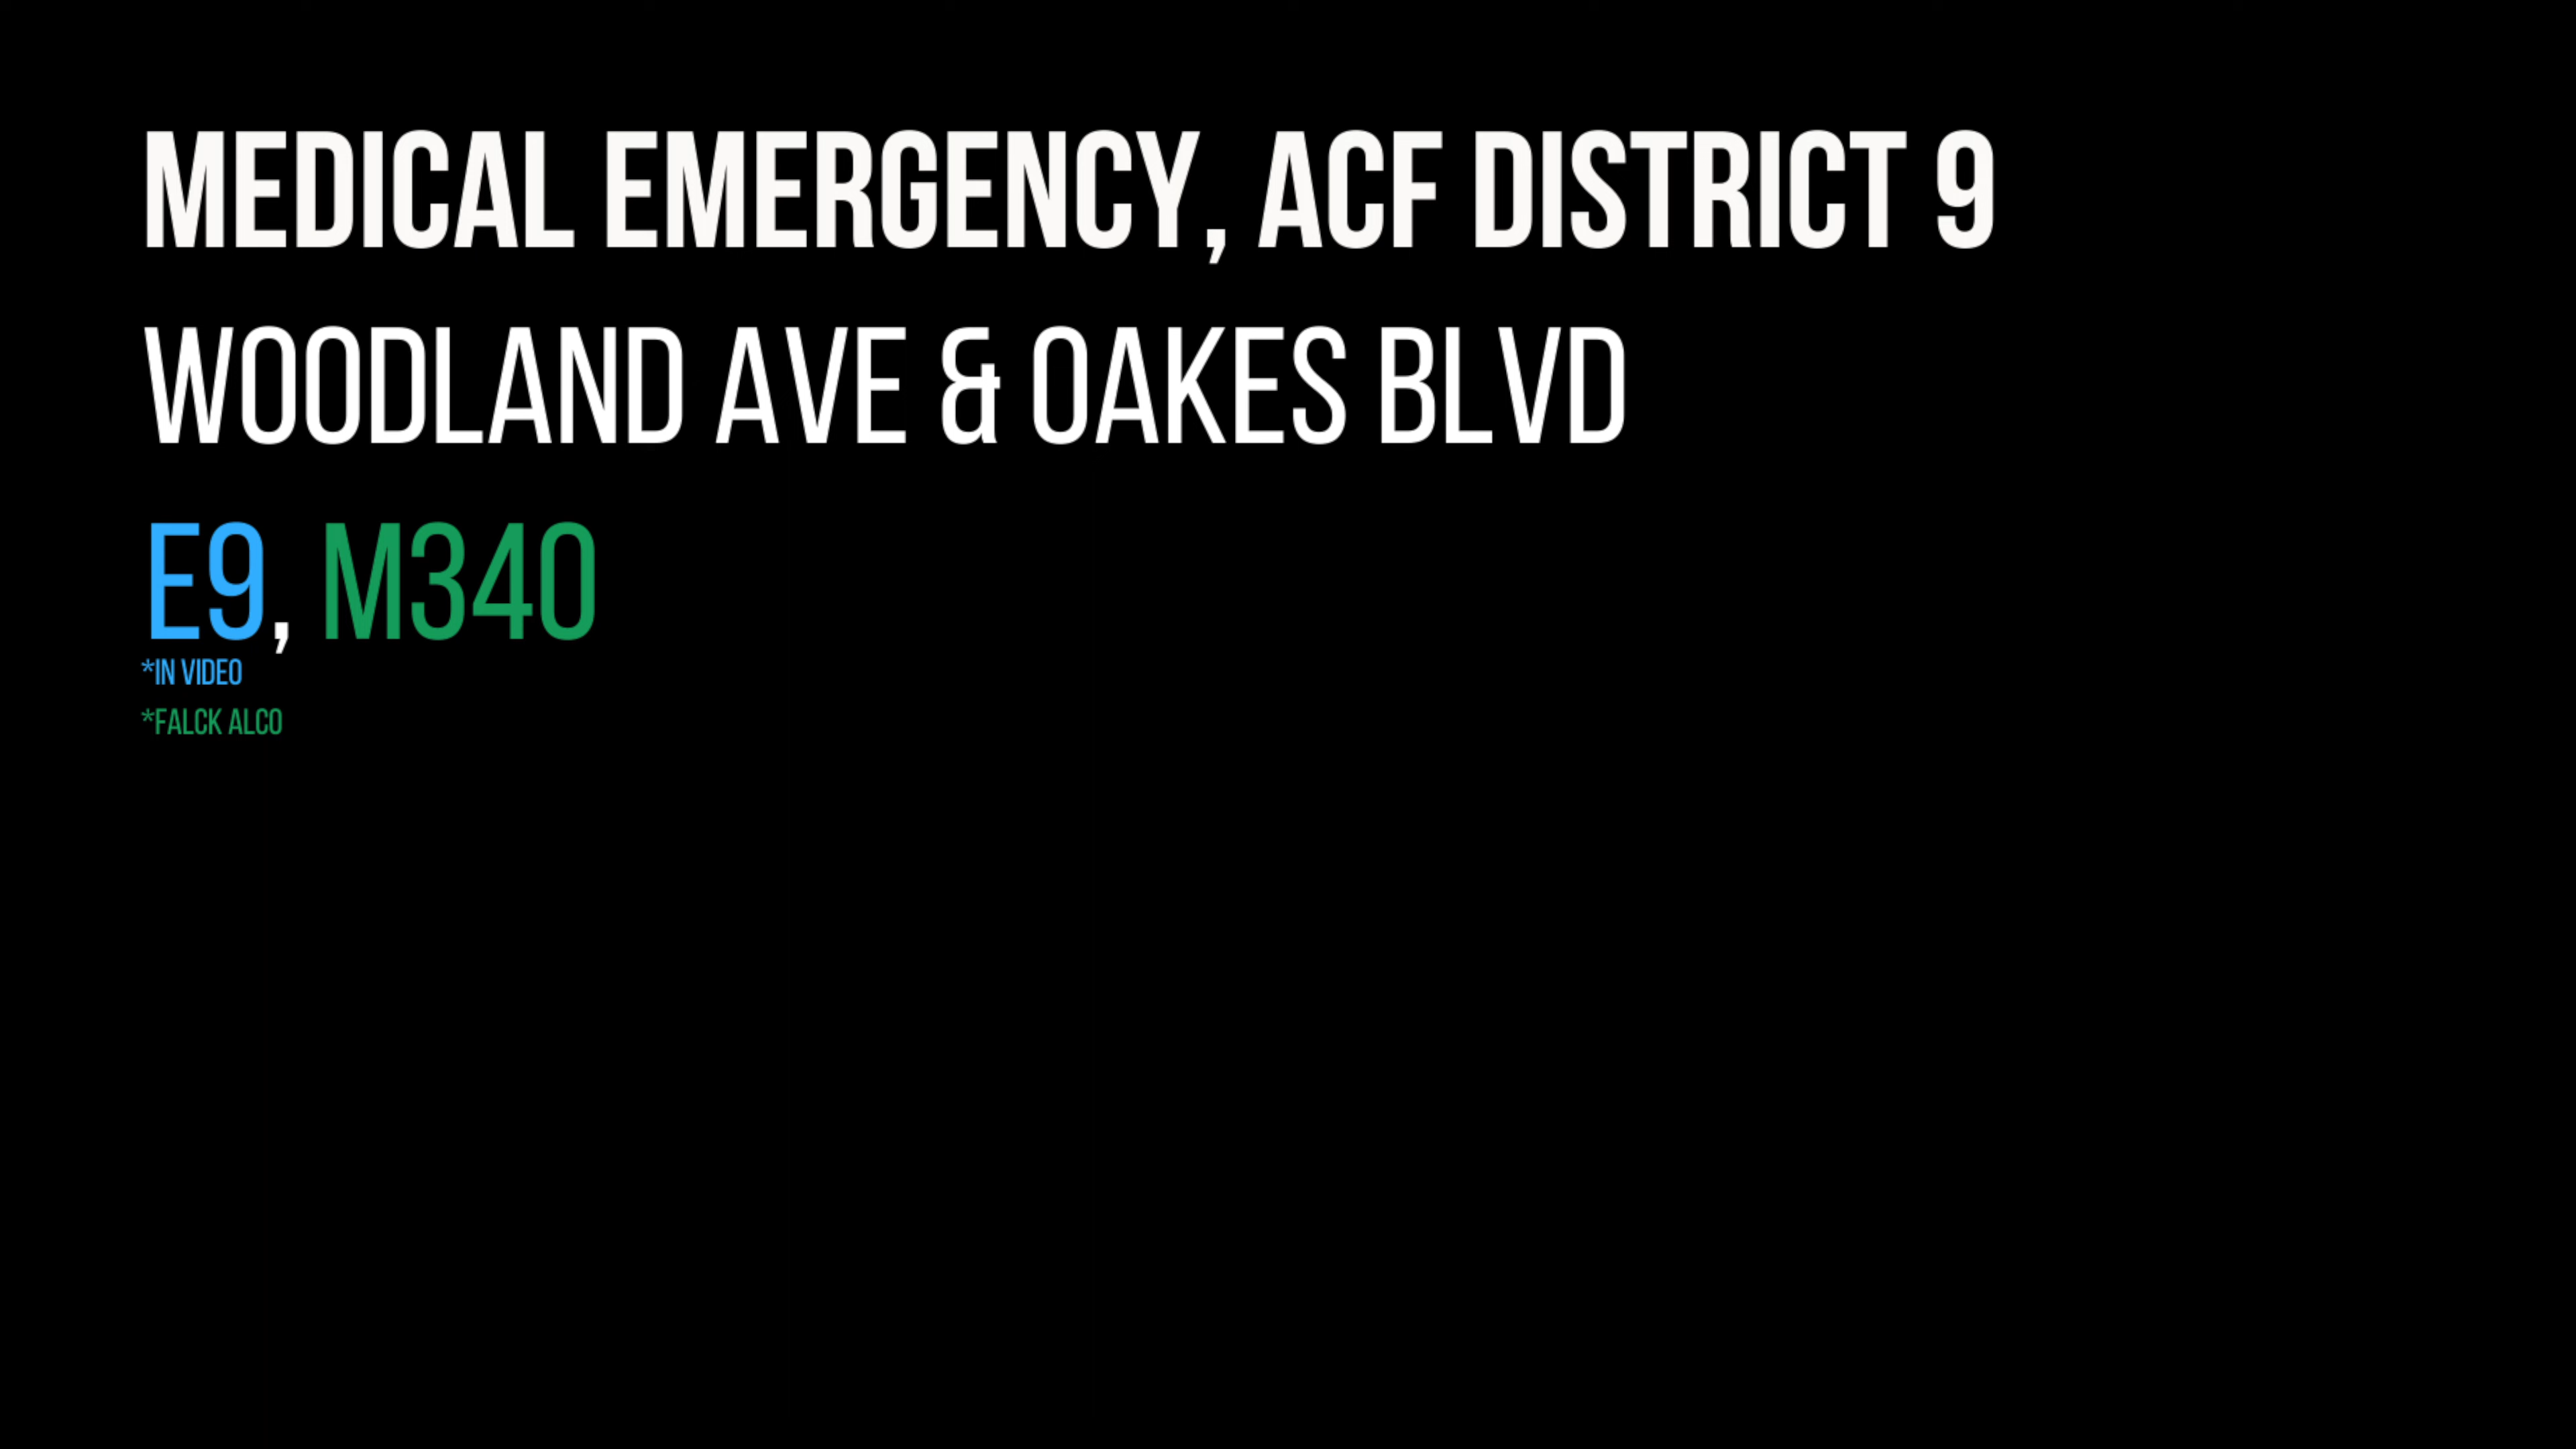 MEDICAL EMERGENCY, ACF DISTRICT 9
WOODLAND AVE & OAKES BLVD
E9, M340
*IN VIDEO
*FALCK ALCO